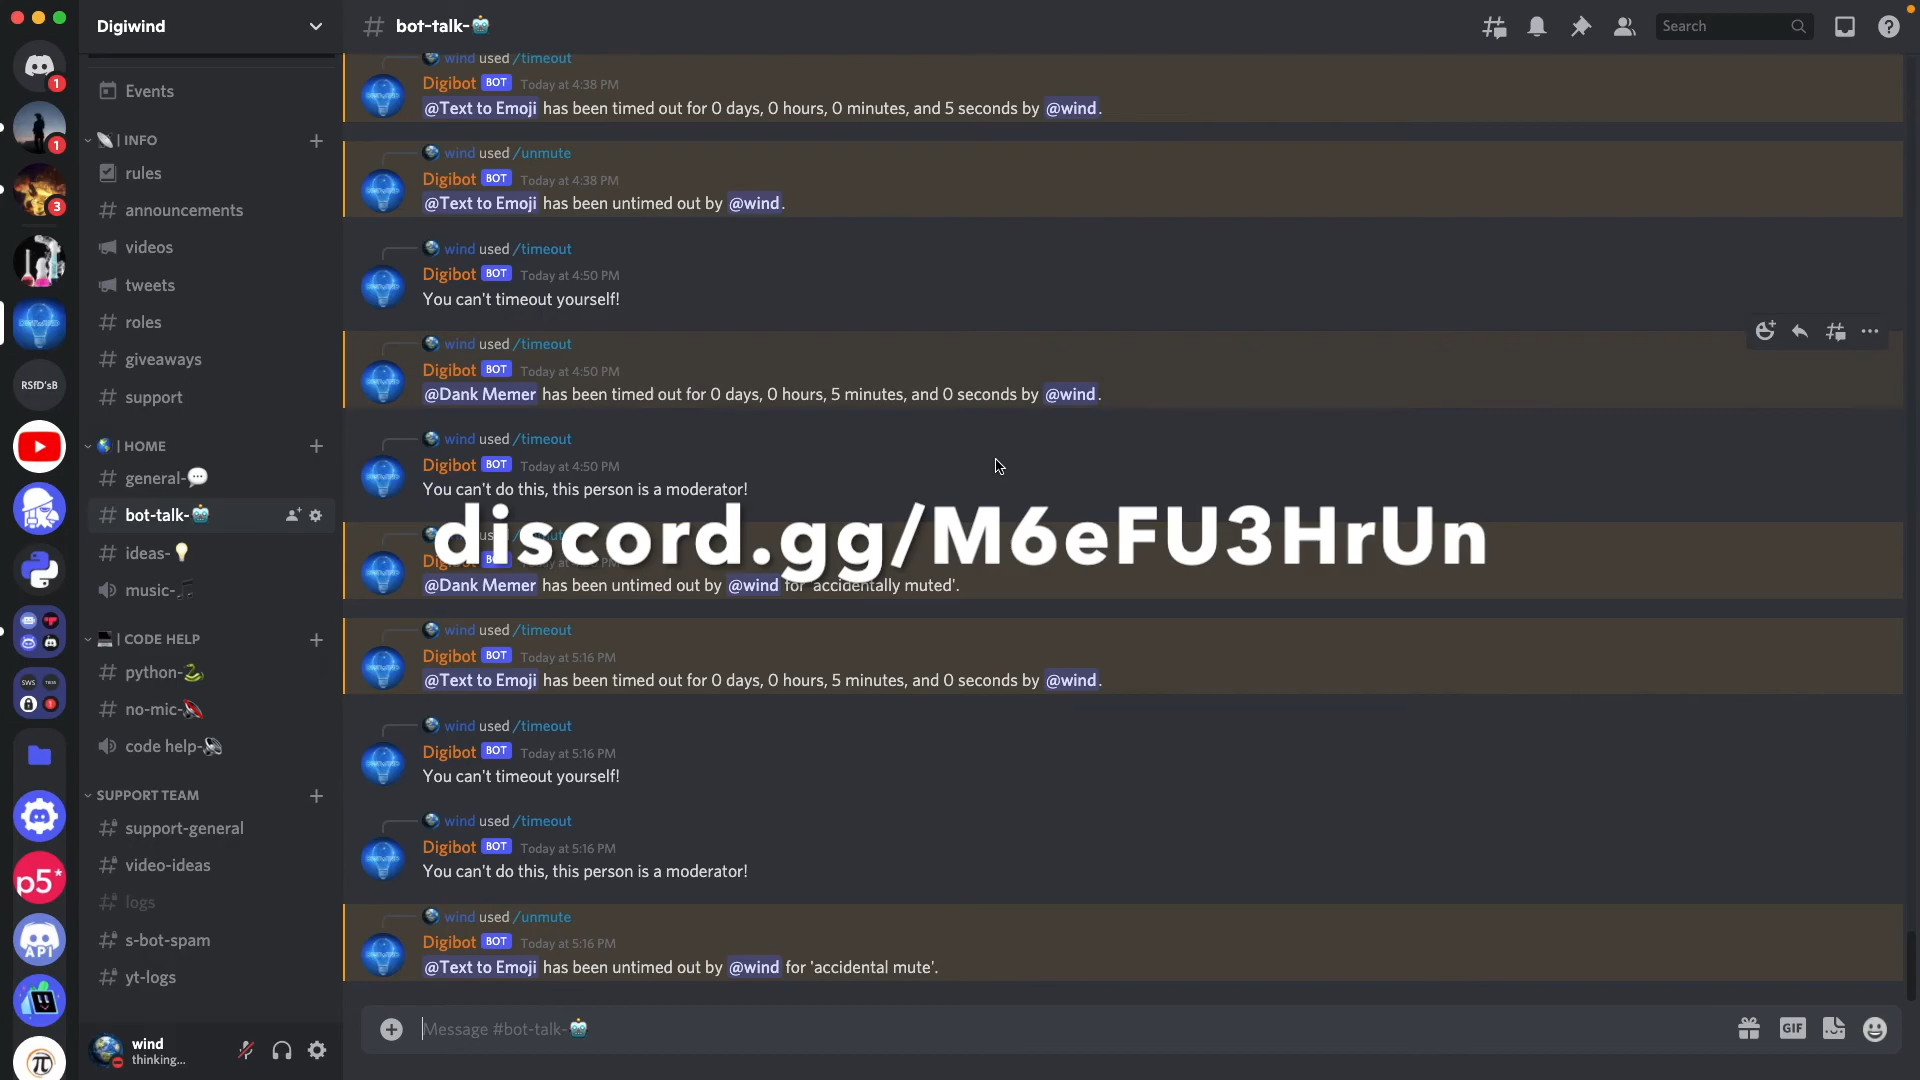 Digiwind
Events
| INFO
rules
announcements
videos
tweets
roles
giveaways
support
| HOME
general-💬
bot-talk-🤖
ideas-💡
music-🎵
| CODE HELP
python-🐍
no-mic-
code help-🔊
SUPPORT TEAM
support-general
video-ideas
logs
s-bot-spam
yt-logs
wind
thinking...
1
1
3
RSfD'sB
SWS
p5*
API
π
bot-talk-🤖
Search
wind used /timeout
Digibot BOT Today at 4:38 PM
@Text to Emoji has been timed out for 0 days, 0 hours, 0 minutes, and 5 seconds by @wind.
wind used /unmute
Digibot BOT Today at 4:38 PM
@Text to Emoji has been untimed out by @wind.
wind used /timeout
Digibot BOT Today at 4:50 PM
You can't timeout yourself!
wind used /timeout
Digibot BOT Today at 4:50 PM
@Dank Memer has been timed out for 0 days, 0 hours, 5 minutes, and 0 seconds by @wind.
wind used /timeout
Digibot BOT Today at 4:50 PM
You can't do this, this person is a moderator!
discord.gg/M6eFU3HrUn
@Dank Memer has been untimed out by @wind for 'accidentally muted'.
wind used /timeout
Digibot BOT Today at 5:16 PM
@Text to Emoji has been timed out for 0 days, 0 hours, 5 minutes, and 0 seconds by @wind.
wind used /timeout
Digibot BOT Today at 5:16 PM
You can't timeout yourself!
wind used /timeout
Digibot BOT Today at 5:16 PM
You can't do this, this person is a moderator!
wind used /unmute
Digibot BOT Today at 5:16 PM
@Text to Emoji has been untimed out by @wind for 'accidental mute'.
Message #bot-talk-🤖
GIF